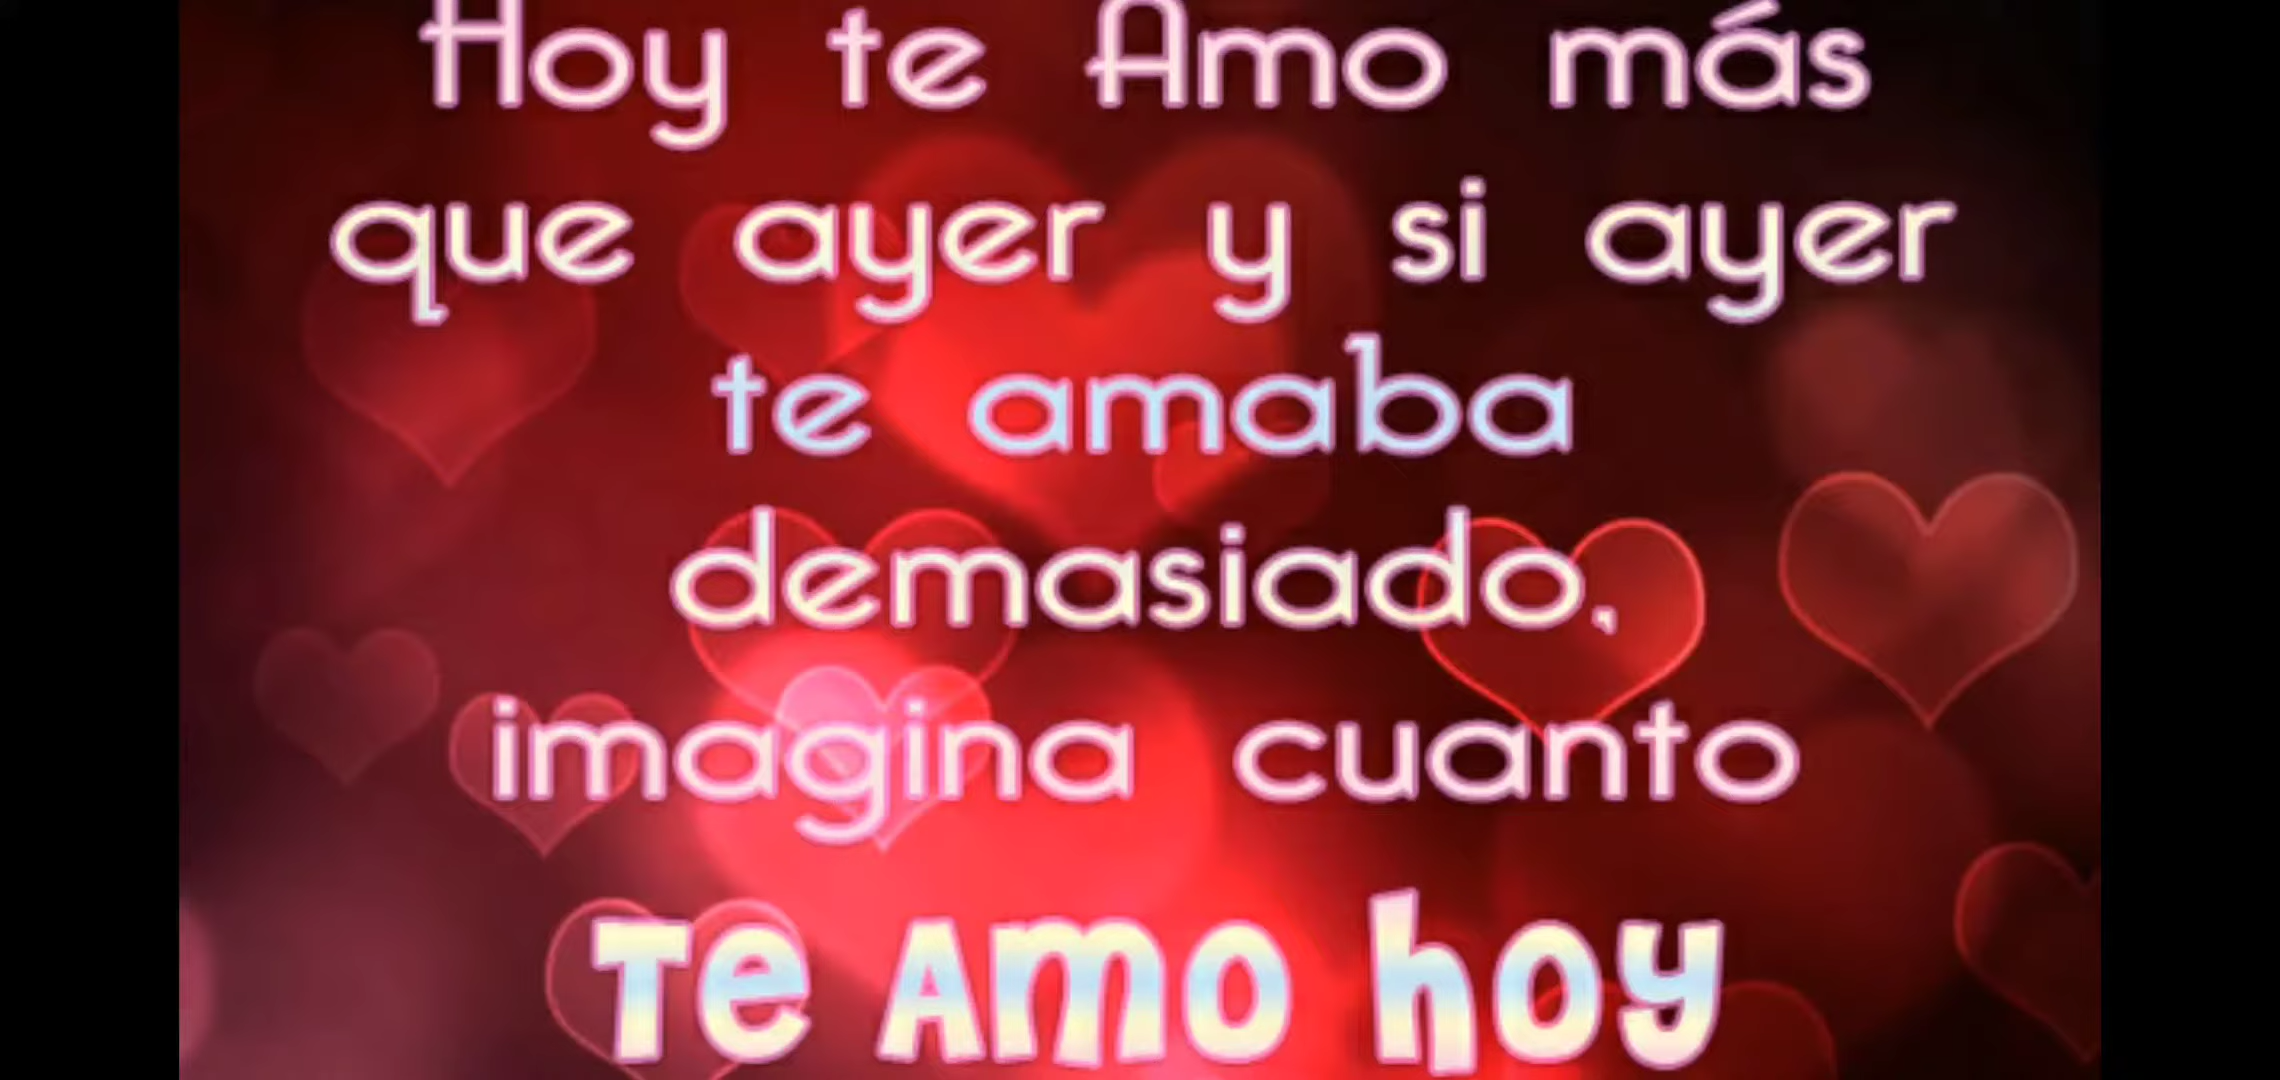 Hoy te Amo más
que ayer y si ayer
te amaba
demasiado,
imagina cuanto
Te Amo hoy